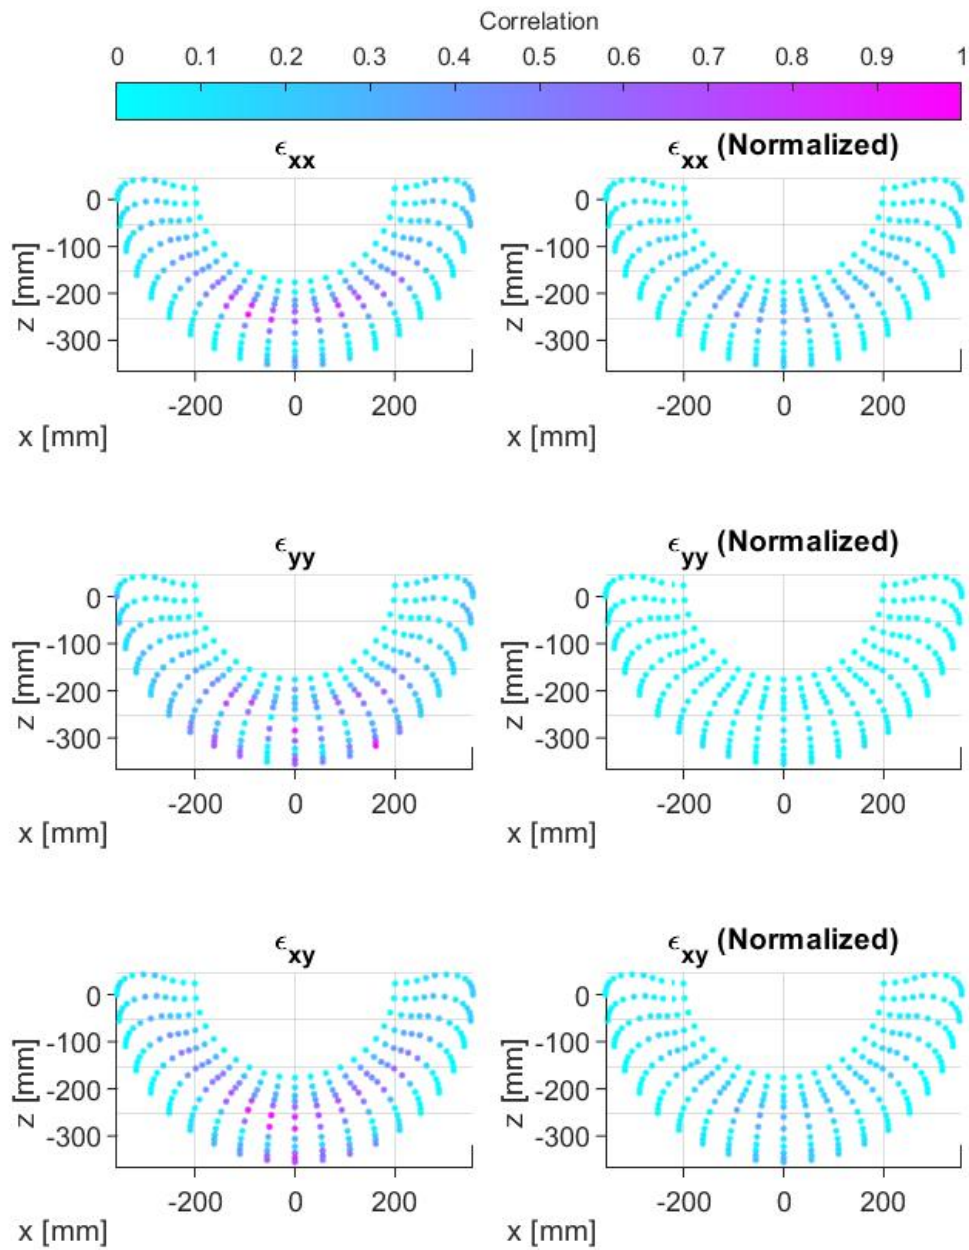 Correlation
0 0.1 0.2 0.3 0.4 0.5 0.6 0.7 0.8 0.9 1
ϵxx
ϵxx (Normalized)
0
-100
-200
-300
z [mm]
-200 0 200
x [mm]
0
-100
-200
-300
z [mm]
-200 0 200
x [mm]
ϵyy
ϵyy (Normalized)
0
-100
-200
-300
z [mm]
-200 0 200
x [mm]
0
-100
-200
-300
z [mm]
-200 0 200
x [mm]
ϵxy
ϵxy (Normalized)
0
-100
-200
-300
z [mm]
-200 0 200
x [mm]
0
-100
-200
-300
z [mm]
-200 0 200
x [mm]